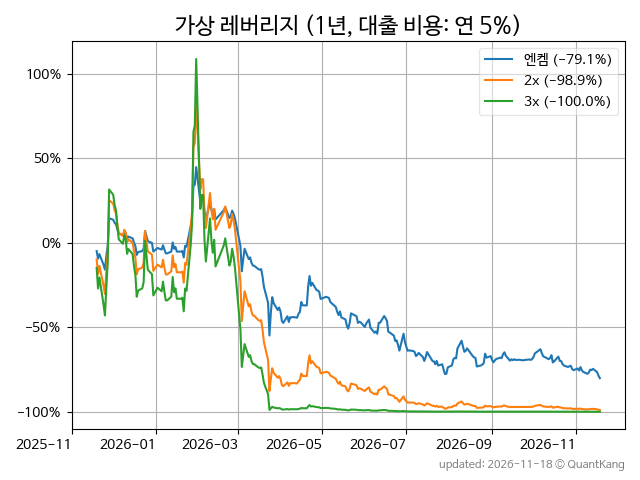 가상 레버리지 (1년, 대출 비용: 연 5%)
엔켐 (−79.1%)
2x (−98.9%)
3x (−100.0%)
100%
50%
0%
−50%
−100%
2025-11 2026-01 2026-03 2026-05 2026-07 2026-09 2026-11
updated: 2026-11-18 © QuantKang